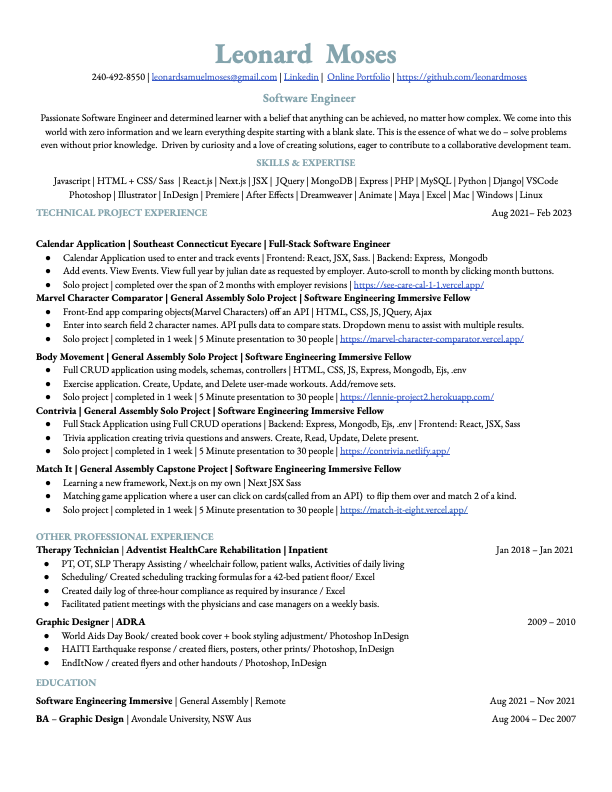 Leonard Moses
240-492-8550 | leonardsamuelmoses@gmail.com | Linkedin | Online Portfolio | https://github.com/leonardmoses
Software Engineer
Passionate Software Engineer and determined learner with a belief that anything can be achieved, no matter how complex. We come into this
world with zero information and we learn everything despite starting with a blank slate. This is the essence of what we do – solve problems
even without prior knowledge. Driven by curiosity and a love of creating solutions, eager to contribute to a collaborative development team.
SKILLS & EXPERTISE
Javascript | HTML + CSS/ Sass | React.js | Next.js | JSX | JQuery | MongoDB | Express | PHP | MySQL | Python | Django| VSCode
Photoshop | Illustrator | InDesign | Premiere | After Effects | Dreamweaver | Animate | Maya | Excel | Mac | Windows | Linux
TECHNICAL PROJECT EXPERIENCE Aug 2021– Feb 2023
Calendar Application | Southeast Connecticut Eyecare | Full-Stack Software Engineer
● Calendar Application used to enter and track events | Frontend: React, JSX, Sass. | Backend: Express, Mongodb
● Add events. View Events. View full year by julian date as requested by employer. Auto-scroll to month by clicking month buttons.
● Solo project | completed over the span of 2 months with employer revisions | https://see-care-cal-1-1.vercel.app/
Marvel Character Comparator | General Assembly Solo Project | Software Engineering Immersive Fellow
● Front-End app comparing objects(Marvel Characters) off an API | HTML, CSS, JS, JQuery, Ajax
● Enter into search field 2 character names. API pulls data to compare stats. Dropdown menu to assist with multiple results.
● Solo project | completed in 1 week | 5 Minute presentation to 30 people | https://marvel-character-comparator.vercel.app/
Body Movement | General Assembly Solo Project | Software Engineering Immersive Fellow
● Full CRUD application using models, schemas, controllers | HTML, CSS, JS, Express, Mongodb, Ejs, .env
● Exercise application. Create, Update, and Delete user-made workouts. Add/remove sets.
● Solo project | completed in 1 week | 5 Minute presentation to 30 people | https://lennie-project2.herokuapp.com/
Contrivia | General Assembly Solo Project | Software Engineering Immersive Fellow
● Full Stack Application using Full CRUD operations | Backend: Express, Mongodb, Ejs, .env | Frontend: React, JSX, Sass
● Trivia application creating trivia questions and answers. Create, Read, Update, Delete present.
● Solo project | completed in 1 week | 5 Minute presentation to 30 people | https://contrivia.netlify.app/
Match It | General Assembly Capstone Project | Software Engineering Immersive Fellow
● Learning a new framework, Next.js on my own | Next JSX Sass
● Matching game application where a user can click on cards(called from an API) to flip them over and match 2 of a kind.
● Solo project | completed in 1 week | 5 Minute presentation to 30 people | https://match-it-eight.vercel.app/
OTHER PROFESSIONAL EXPERIENCE
Therapy Technician | Adventist HealthCare Rehabilitation | Inpatient Jan 2018 – Jan 2021
● PT, OT, SLP Therapy Assisting / wheelchair follow, patient walks, Activities of daily living
● Scheduling/ Created scheduling tracking formulas for a 42-bed patient floor/ Excel
● Created daily log of three-hour compliance as required by insurance / Excel
● Facilitated patient meetings with the physicians and case managers on a weekly basis.
Graphic Designer | ADRA 2009 – 2010
● World Aids Day Book/ created book cover + book styling adjustment/ Photoshop InDesign
● HAITI Earthquake response / created fliers, posters, other prints/ Photoshop, InDesign
● EndItNow / created flyers and other handouts / Photoshop, InDesign
EDUCATION
Software Engineering Immersive | General Assembly | Remote Aug 2021 – Nov 2021
BA – Graphic Design | Avondale University, NSW Aus Aug 2004 – Dec 2007